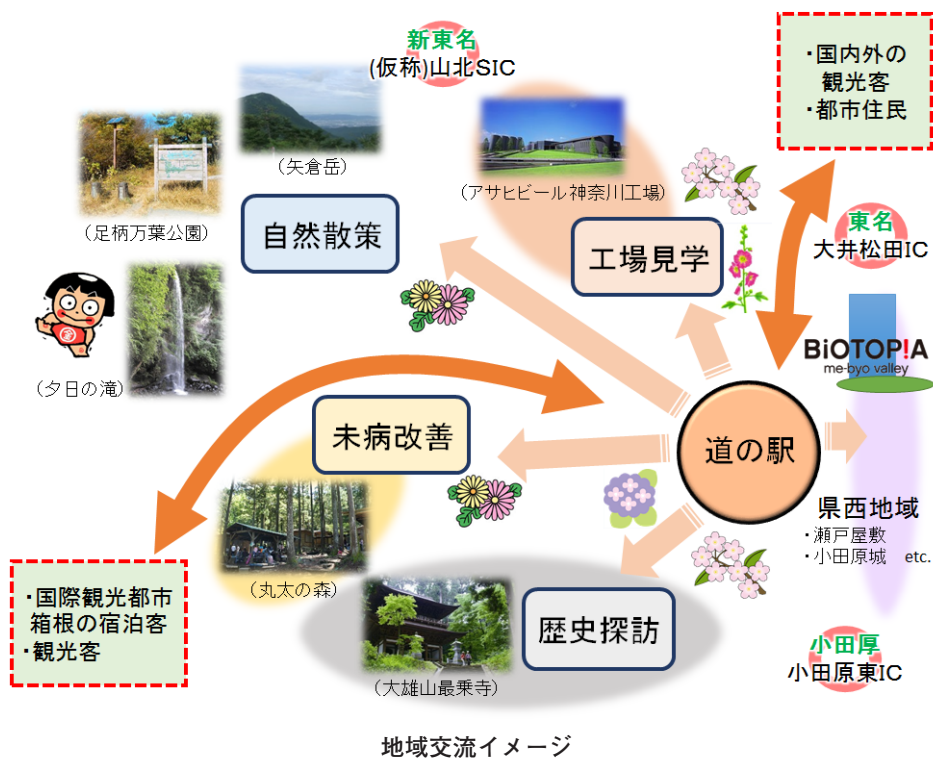 新東名
(仮称)山北SIC
・国内外の
観光客
・都市住民
(矢倉岳)
(アサヒビール神奈川工場)
(足柄万葉公園)
自然散策
工場見学
東名
大井松田IC
金
(夕日の滝)
BiOTOP!A
me-byo valley
未病改善
道の駅
県西地域
・瀬戸屋敷
・小田原城 etc.
(丸太の森)
・国際観光都市
箱根の宿泊客
・観光客
歴史探訪
(大雄山最乗寺)
小田厚
小田原東IC
地域交流イメージ